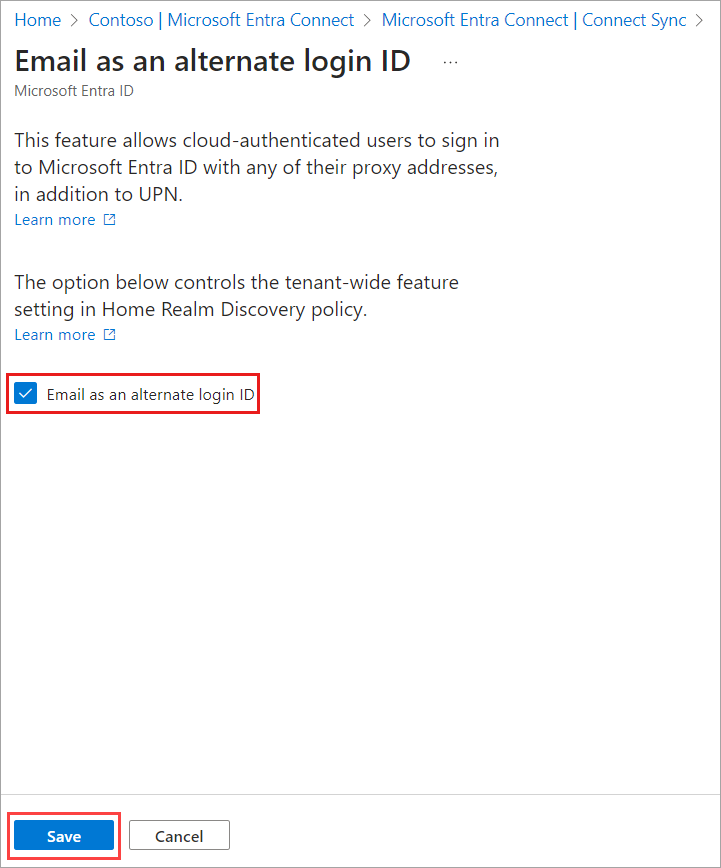 Home > Contoso | Microsoft Entra Connect > Microsoft Entra Connect | Connect Sync >
Email as an alternate login ID ...
Microsoft Entra ID
This feature allows cloud-authenticated users to sign in
to Microsoft Entra ID with any of their proxy addresses,
in addition to UPN.
Learn more
The option below controls the tenant-wide feature
setting in Home Realm Discovery policy.
Learn more
Email as an alternate login ID
Save Cancel